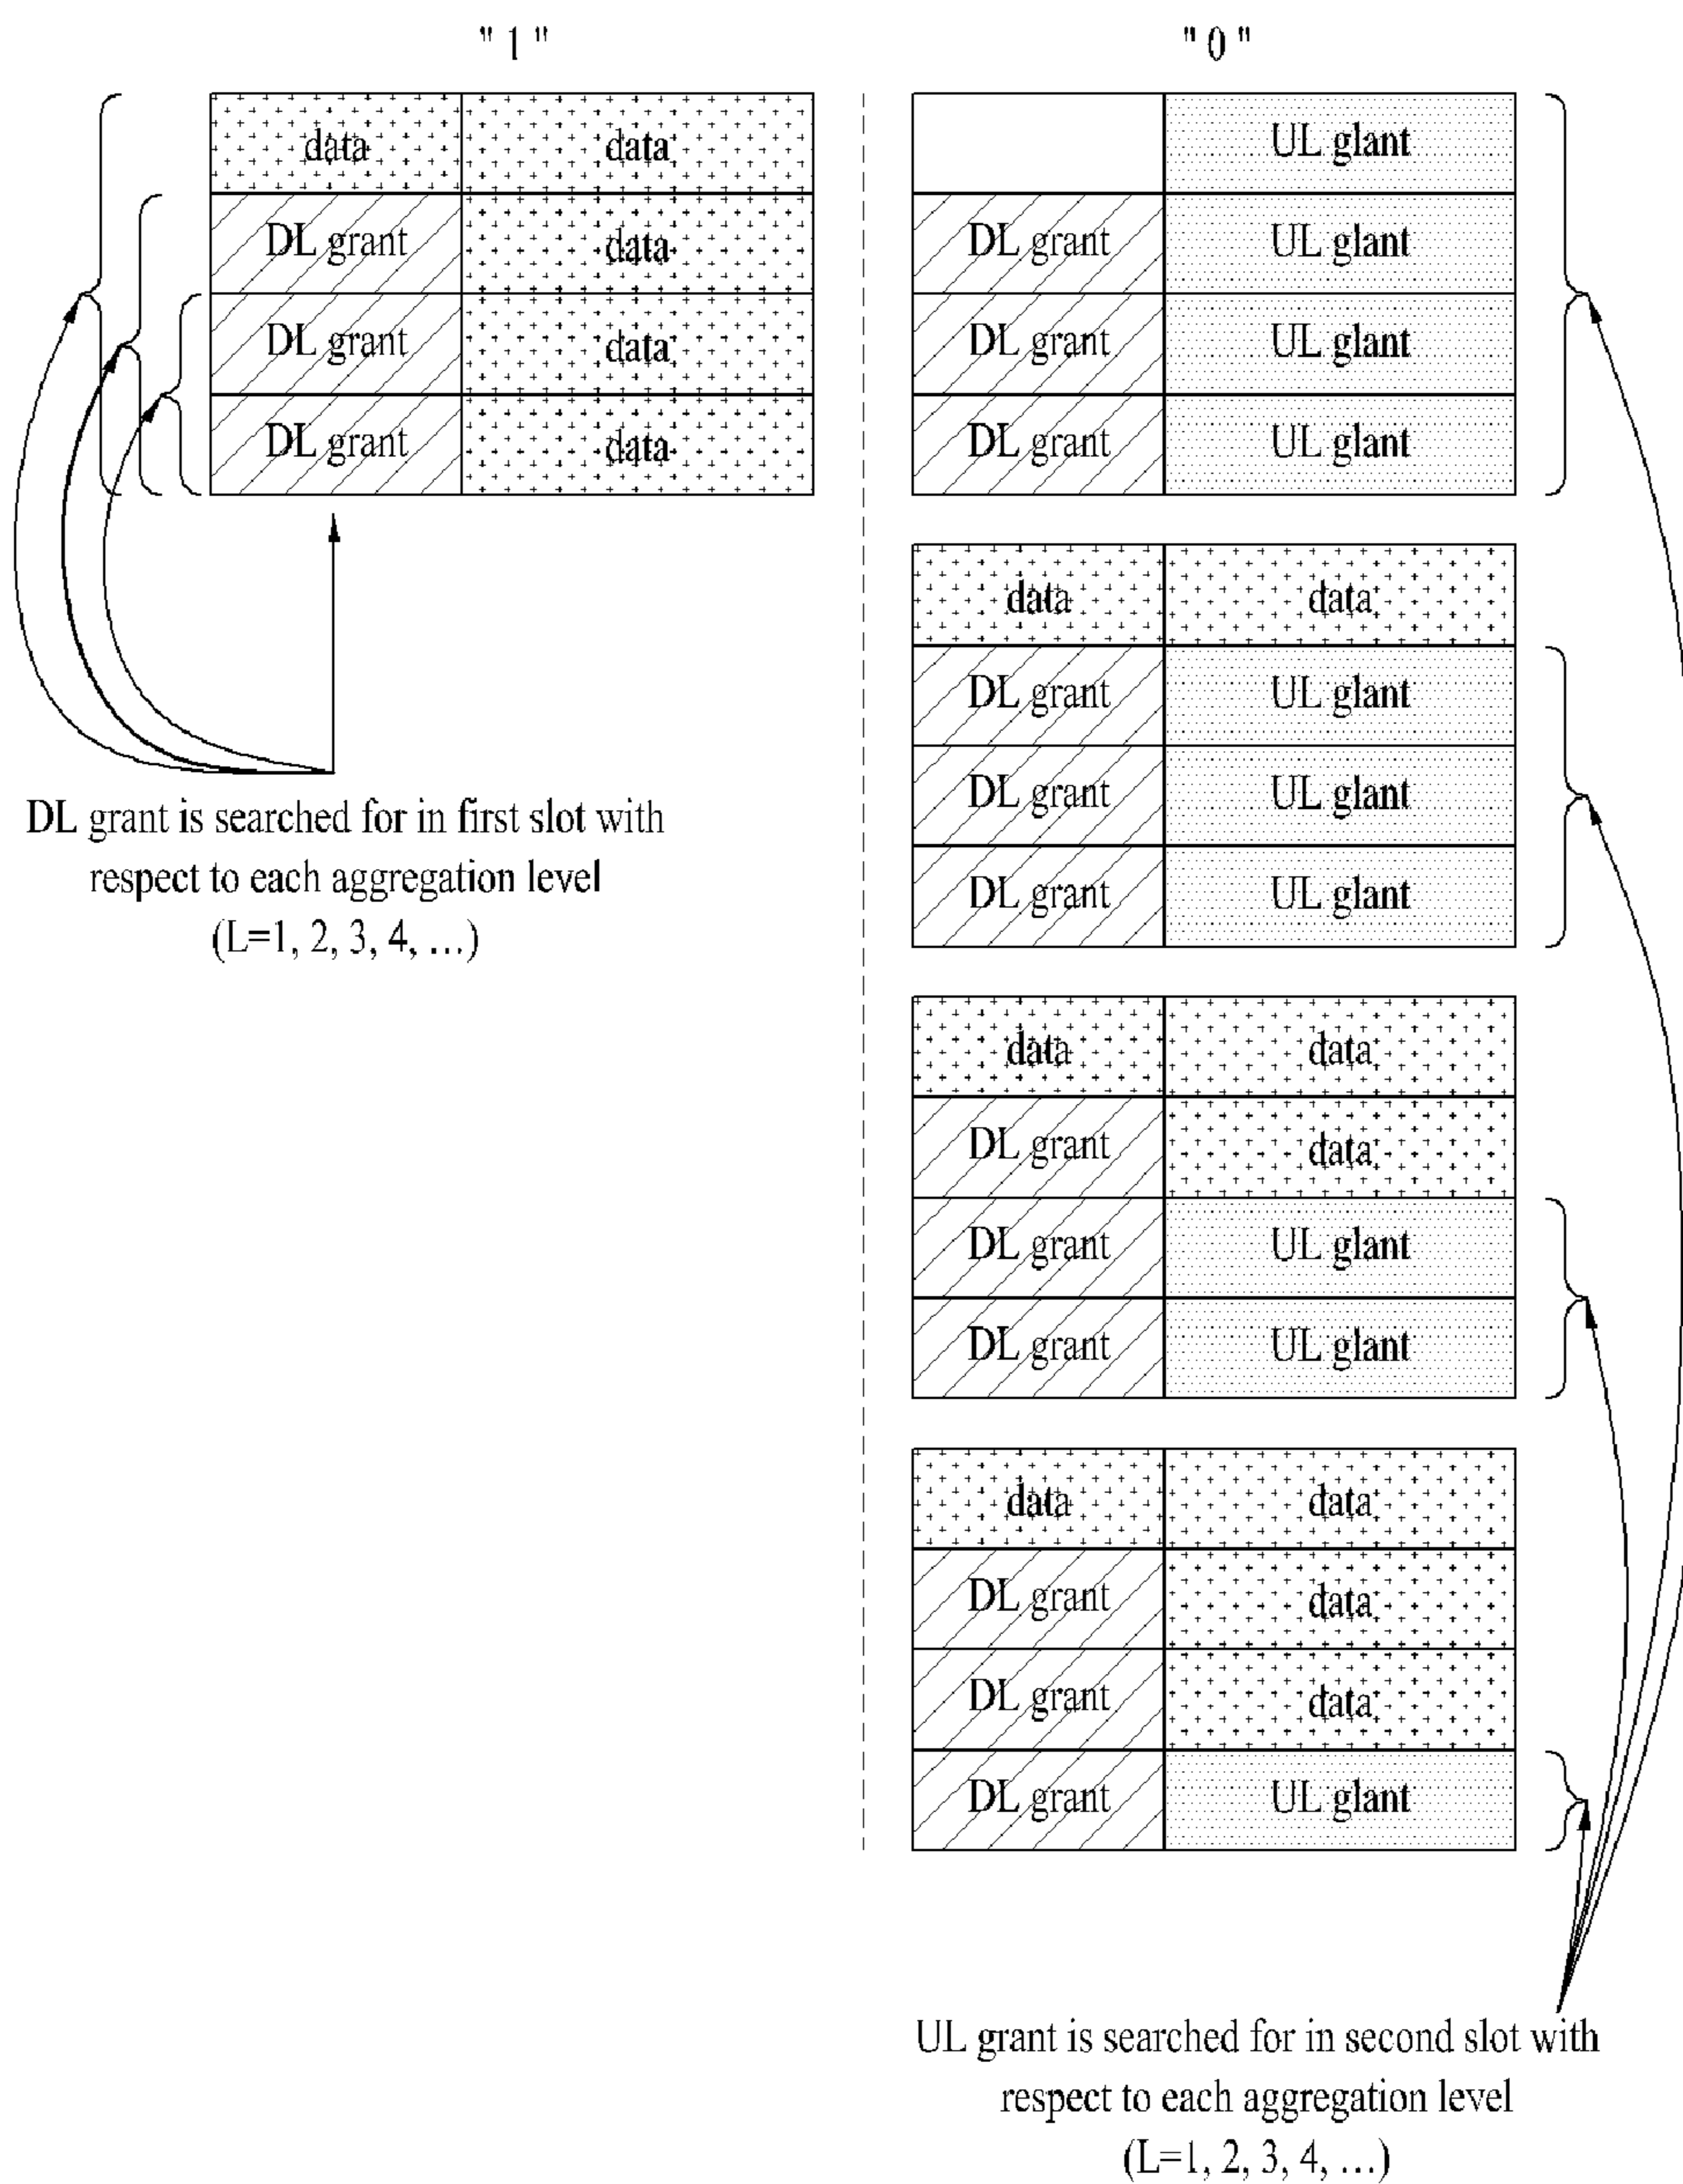 " 1 "
data data
DL grant data
DL grant data
DL grant data
DL grant is searched for in first slot with
respect to each aggregation level
(L=1, 2, 3, 4, …)
" 0 "
UL glant
DL grant UL glant
DL grant UL glant
DL grant UL glant
data data
DL grant UL glant
DL grant UL glant
DL grant UL glant
data data
DL grant data
DL grant UL glant
DL grant UL glant
data data
DL grant data
DL grant data
DL grant UL glant
UL grant is searched for in second slot with
respect to each aggregation level
(L=1, 2, 3, 4, …)